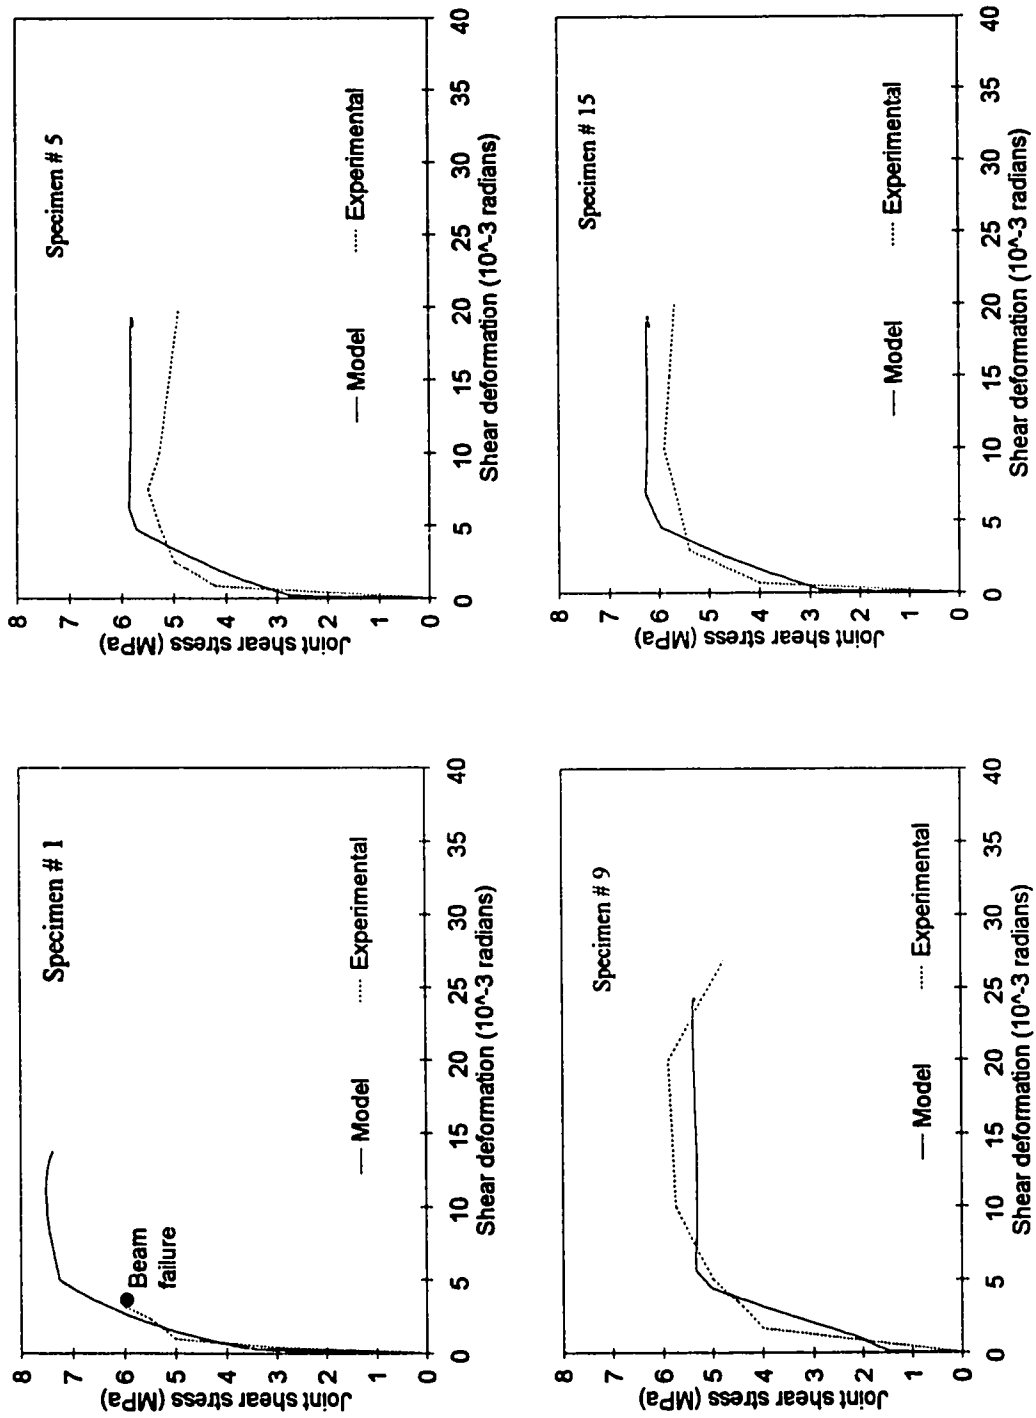 Specimen # 1
Joint shear stress (MPa)
8
7
6
5
4
3
2
1
0
Beam
failure
— Model
····· Experimental
0 5 10 15 20 25 30 35 40
Shear deformation (10^-3 radians)
Specimen # 5
Joint shear stress (MPa)
8
7
6
5
4
3
2
1
0
— Model
····· Experimental
0 5 10 15 20 25 30 35 40
Shear deformation (10^-3 radians)
Specimen # 9
Joint shear stress (MPa)
8
7
6
5
4
3
2
1
0
— Model
····· Experimental
0 5 10 15 20 25 30 35 40
Shear deformation (10^-3 radians)
Specimen # 15
Joint shear stress (MPa)
8
7
6
5
4
3
2
1
0
— Model
····· Experimental
0 5 10 15 20 25 30 35 40
Shear deformation (10^-3 radians)